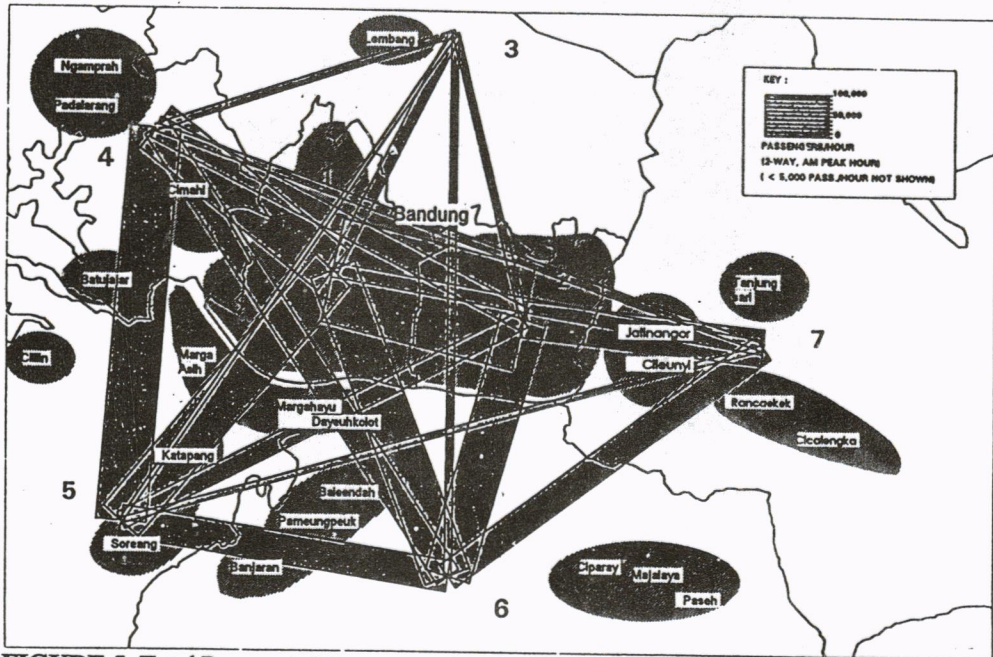 Lembang
3
Ngamprah
Padalarang
KEY :
100,000
50,000
0
PASSENGERS/HOUR
(2-WAY, AM PEAK HOUR)
( < 5,000 PASS./HOUR NOT SHOWN)
4
Cimahi
Bandung
Batujajar
Tanjung
sari
Jatinangor
7
Cililin
Marga
Asih
Cileunyi
Rancaekek
Margahayu
Dayeuhkolot
Cicalengka
Katapang
5
Baleendah
Pameungpeuk
Soreang
Banjaran
Ciparay
Majalaya
Paseh
6